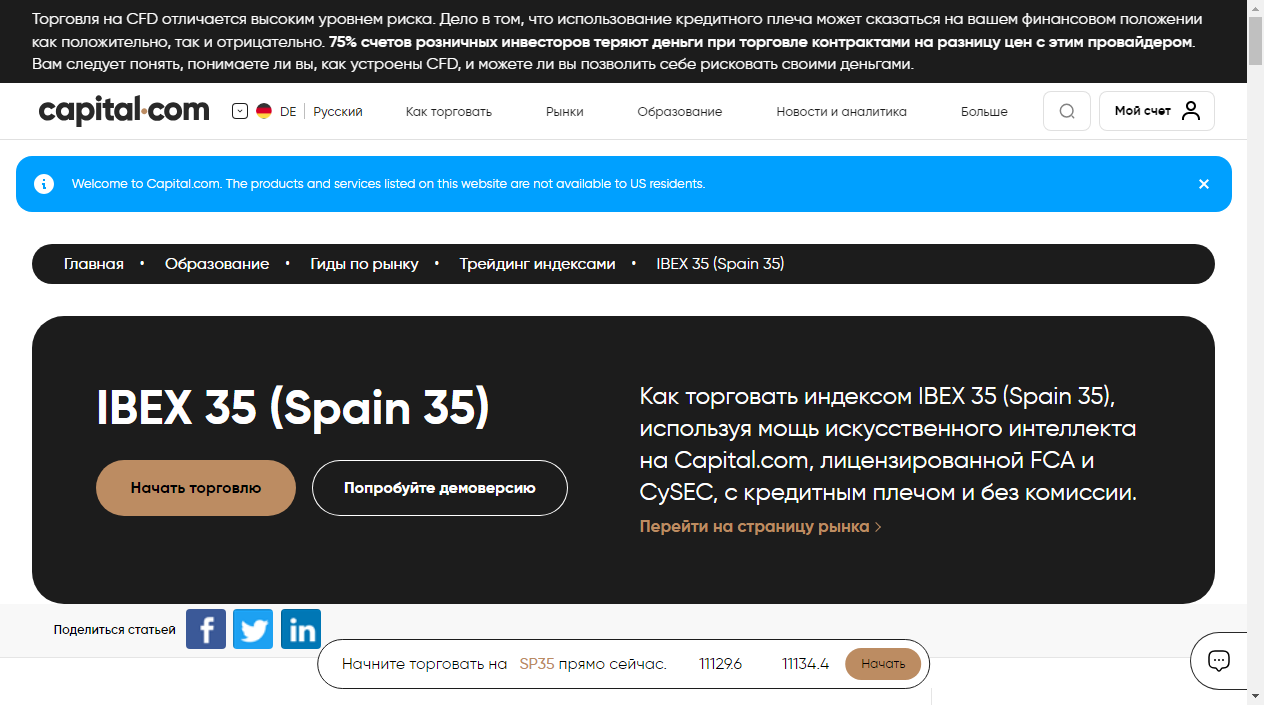 Торговля на CFD отличается высоким уровнем риска. Дело в том, что использование кредитного плеча может сказаться на вашем финансовом положении
как положительно, так и отрицательно. 75% счетов розничных инвесторов теряют деньги при торговле контрактами на разницу цен с этим провайдером.
Вам следует понять, понимаете ли вы, как устроены CFD, и можете ли вы позволить себе рисковать своими деньгами.
capital.com DE Русский Как торговать Рынки Образование Новости и аналитика Больше Мой счет
Welcome to Capital.com. The products and services listed on this website are not available to US residents.
Главная • Образование • Гиды по рынку • Трейдинг индексами • IBEX 35 (Spain 35)
IBEX 35 (Spain 35)
Начать торговлю Попробуйте демоверсию
Как торговать индексом IBEX 35 (Spain 35),
используя мощь искусственного интеллекта
на Capital.com, лицензированной FCA и
CySEC, с кредитным плечом и без комиссии.
Перейти на страницу рынка
Поделиться статьей
Начните торговать на SP35 прямо сейчас. 11129.6 11134.4 Начать